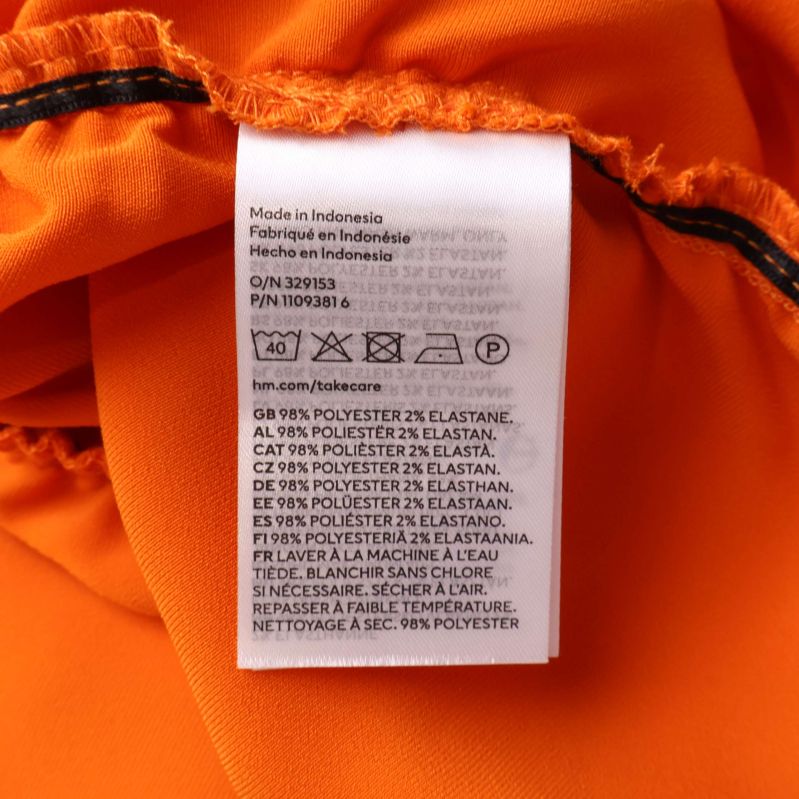 Made in Indonesia
Fabriqué en Indonésie
Hecho en Indonesia
O/N 329153
P/N 1109381 6
40
P
hm.com/takecare
GB 98% POLYESTER 2% ELASTANE.
AL 98% POLIESTËR 2% ELASTAN.
CAT 98% POLIÈSTER 2% ELASTÀ.
CZ 98% POLYESTER 2% ELASTAN.
DE 98% POLYESTER 2% ELASTHAN.
EE 98% POLÜESTER 2% ELASTAAN.
ES 98% POLIÉSTER 2% ELASTANO.
FI 98% POLYESTERIÄ 2% ELASTAANIA.
FR LAVER À LA MACHINE À L'EAU
TIÈDE. BLANCHIR SANS CHLORE
SI NÉCESSAIRE. SÉCHER À L'AIR.
REPASSER À FAIBLE TEMPÉRATURE.
NETTOYAGE À SEC. 98% POLYESTER